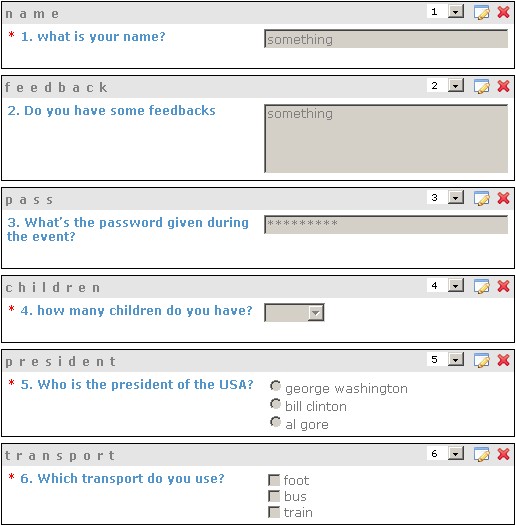 name 1
* 1. what is your name? something
feedback 2
2. Do you have some feedbacks something
pass 3
3. What's the password given during *********
the event?
children 4
* 4. how many children do you have?
president 5
* 5. Who is the president of the USA? george washington
bill clinton
al gore
transport 6
* 6. Which transport do you use? foot
bus
train